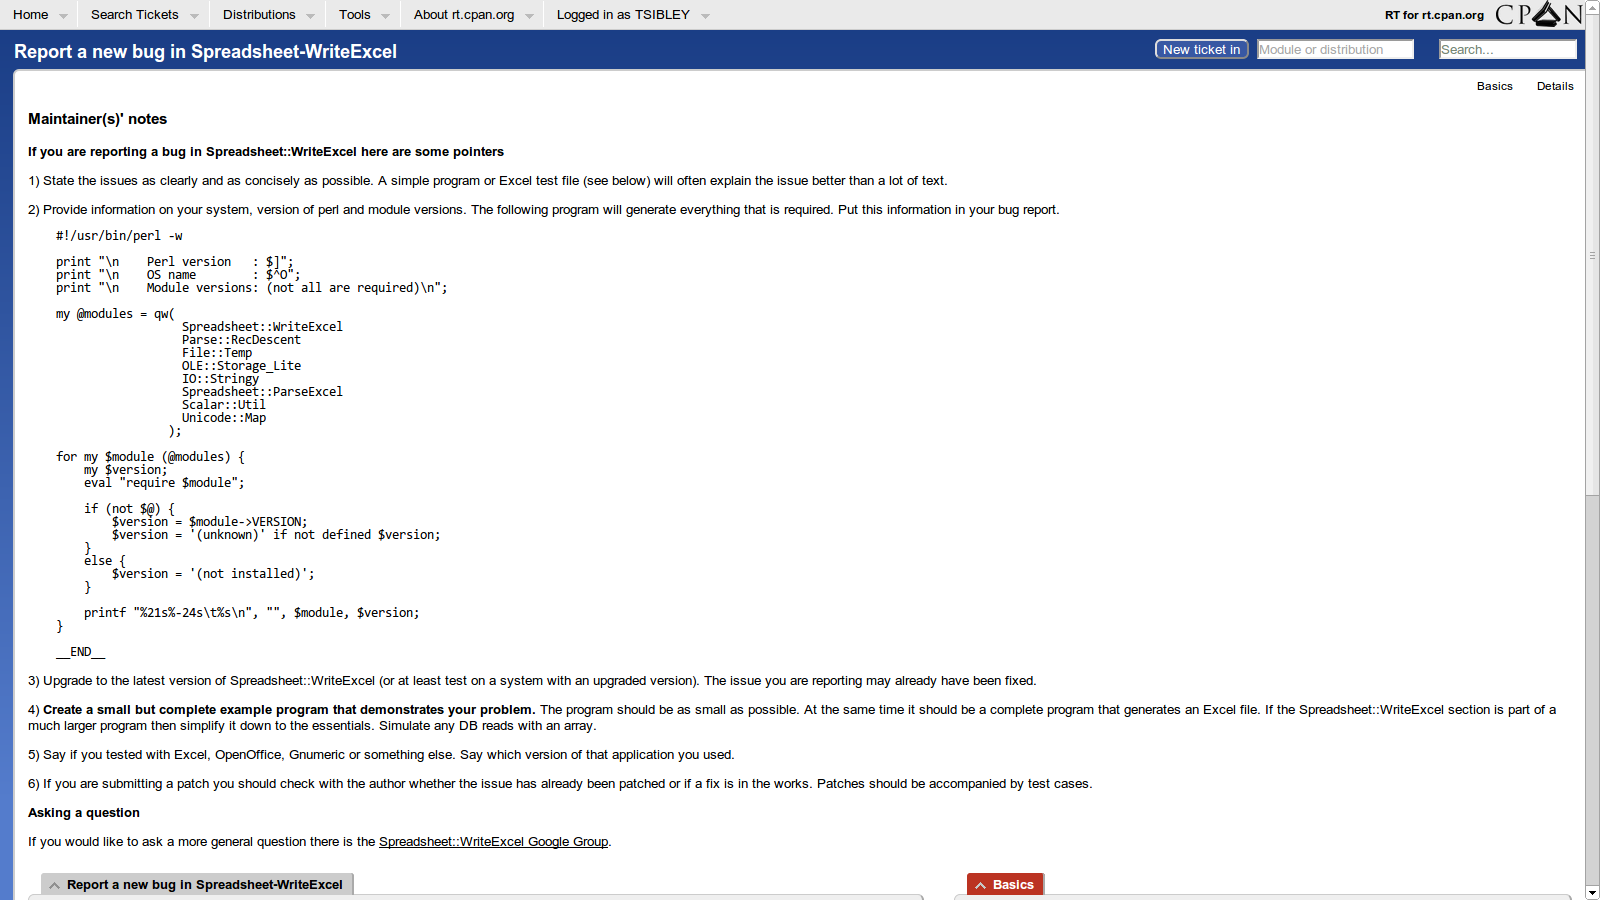 Home Search Tickets Distributions Tools About rt.cpan.org Logged in as TSIBLEY RT for rt.cpan.org CPAN
Report a new bug in Spreadsheet-WriteExcel New ticket in Module or distribution Search...
Basics Details
Maintainer(s)' notes
If you are reporting a bug in Spreadsheet::WriteExcel here are some pointers
1) State the issues as clearly and as concisely as possible. A simple program or Excel test file (see below) will often explain the issue better than a lot of text.
2) Provide information on your system, version of perl and module versions. The following program will generate everything that is required. Put this information in your bug report.
#!/usr/bin/perl -w
print "\n    Perl version   : $]";
print "\n    OS name        : $^O";
print "\n    Module versions: (not all are required)\n";
my @modules = qw(
Spreadsheet::WriteExcel
Parse::RecDescent
File::Temp
OLE::Storage_Lite
IO::Stringy
Spreadsheet::ParseExcel
Scalar::Util
Unicode::Map
);
for my $module (@modules) {
my $version;
eval "require $module";
if (not $@) {
$version = $module->VERSION;
$version = '(unknown)' if not defined $version;
}
else {
$version = '(not installed)';
}
printf "%21s%-24s\t%s\n", "", $module, $version;
}
__END__
3) Upgrade to the latest version of Spreadsheet::WriteExcel (or at least test on a system with an upgraded version). The issue you are reporting may already have been fixed.
4) Create a small but complete example program that demonstrates your problem. The program should be as small as possible. At the same time it should be a complete program that generates an Excel file. If the Spreadsheet::WriteExcel section is part of a
much larger program then simplify it down to the essentials. Simulate any DB reads with an array.
5) Say if you tested with Excel, OpenOffice, Gnumeric or something else. Say which version of that application you used.
6) If you are submitting a patch you should check with the author whether the issue has already been patched or if a fix is in the works. Patches should be accompanied by test cases.
Asking a question
If you would like to ask a more general question there is the Spreadsheet::WriteExcel Google Group.
Report a new bug in Spreadsheet-WriteExcel Basics